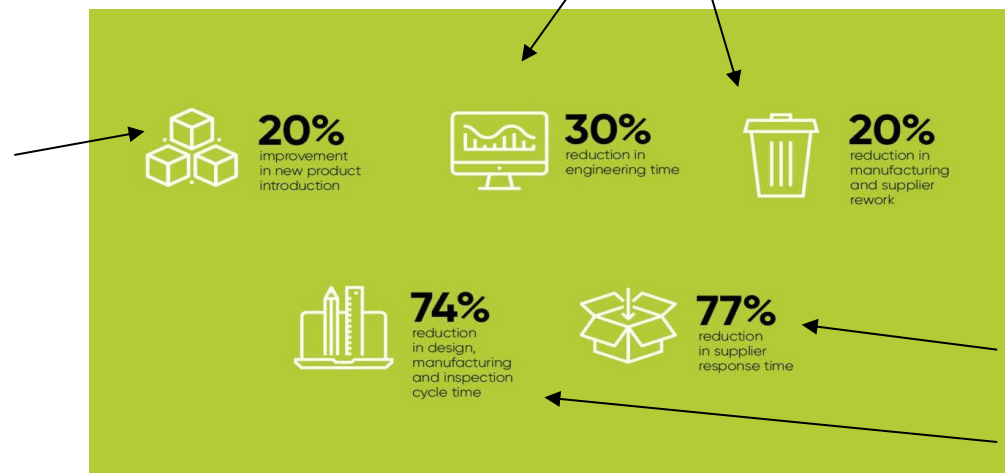 20%
improvement
in new product
introduction
30%
reduction in
engineering time
20%
reduction in
manufacturing
and supplier
rework
74%
reduction
in design,
manufacturing
and inspection
cycle time
77%
reduction
in supplier
response time